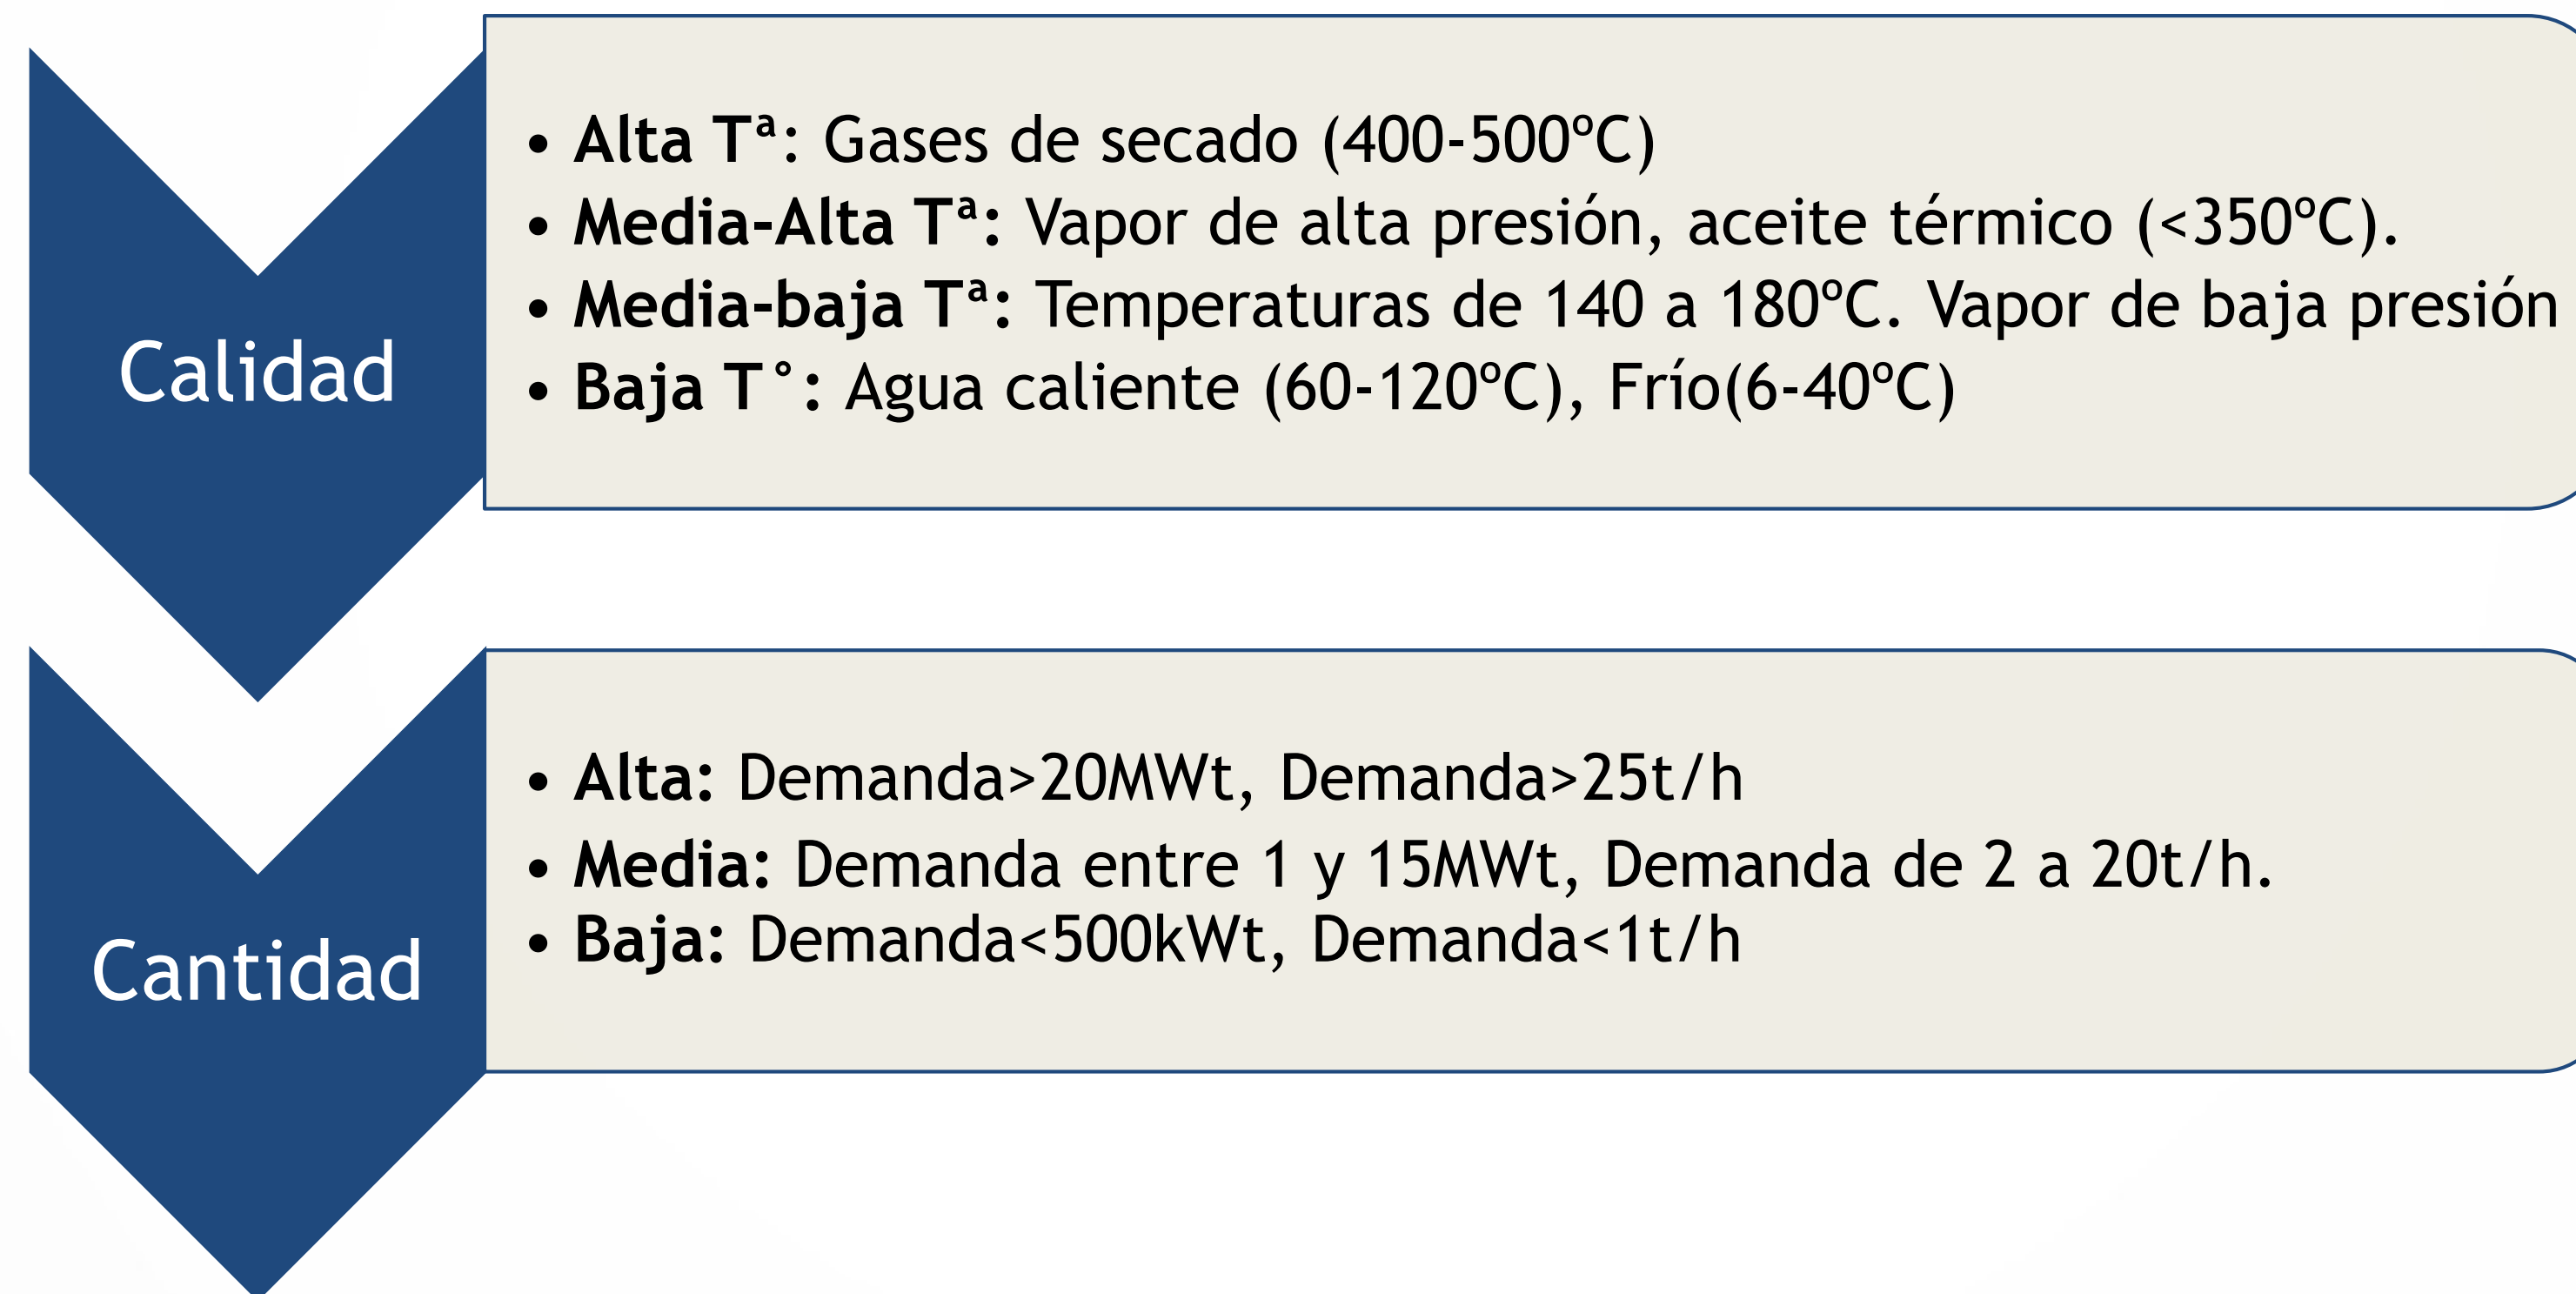 Calidad
• Alta Tª: Gases de secado (400-500ºC)
• Media-Alta Tª: Vapor de alta presión, aceite térmico (<350ºC).
• Media-baja Tª: Temperaturas de 140 a 180ºC. Vapor de baja presión
• Baja T°: Agua caliente (60-120ºC), Frío(6-40ºC)
Cantidad
• Alta: Demanda>20MWt, Demanda>25t/h
• Media: Demanda entre 1 y 15MWt, Demanda de 2 a 20t/h.
• Baja: Demanda<500kWt, Demanda<1t/h